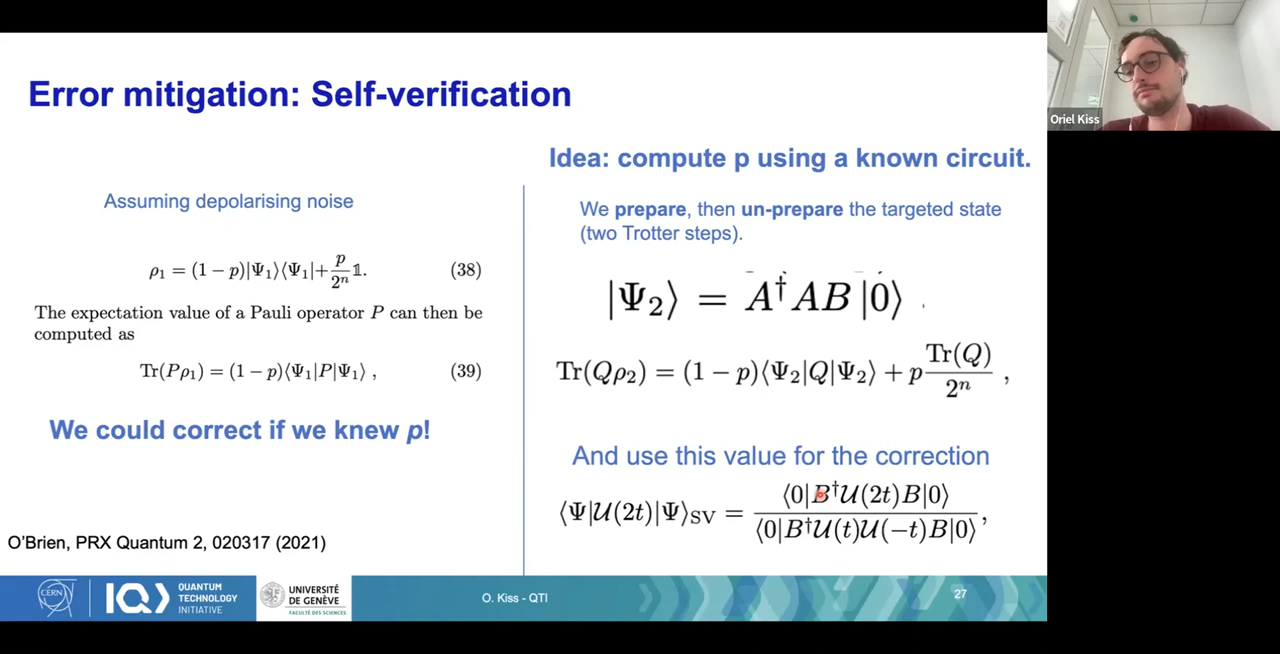 Error mitigation: Self-verification
Assuming depolarising noise
ρ₁ = (1 − p)|Ψ₁⟩⟨Ψ₁| + p/2ⁿ 𝟙. (38)
The expectation value of a Pauli operator P can then be
computed as
Tr(Pρ₁) = (1 − p)⟨Ψ₁|P|Ψ₁⟩ , (39)
We could correct if we knew p!
O'Brien, PRX Quantum 2, 020317 (2021)
Idea: compute p using a known circuit.
We prepare, then un-prepare the targeted state
(two Trotter steps).
|Ψ₂⟩ = A†AB|0⟩ ,
Tr(Qρ₂) = (1 − p)⟨Ψ₂|Q|Ψ₂⟩ + p Tr(Q)/2ⁿ ,
And use this value for the correction
⟨Ψ|𝒰(2t)|Ψ⟩SV = ⟨0|B†𝒰(2t)B|0⟩ / ⟨0|B†𝒰(t)𝒰(−t)B|0⟩ ,
CERN
QUANTUM
TECHNOLOGY
INITIATIVE
UNIVERSITÉ
DE GENÈVE
FACULTÉ DES SCIENCES
O. Kiss - QTI
27
Oriel Kiss